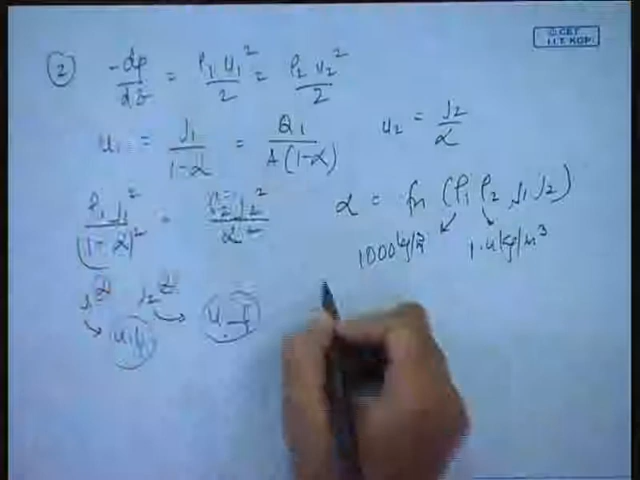 © CET
I.I.T. KGP
② -dp/dz = ρ₁ u₁²/2 = ρ₂ u₂²/2
u₁ = j₁/(1-α) = Q₁/A(1-α) u₂ = j₂/α
ρ₁ j₁²/(1-α)² = ρ₂ j₂²/α² α = fn (ρ₁ ρ₂ j₁ j₂)
1000 kg/m³ 1.4 kg/m³